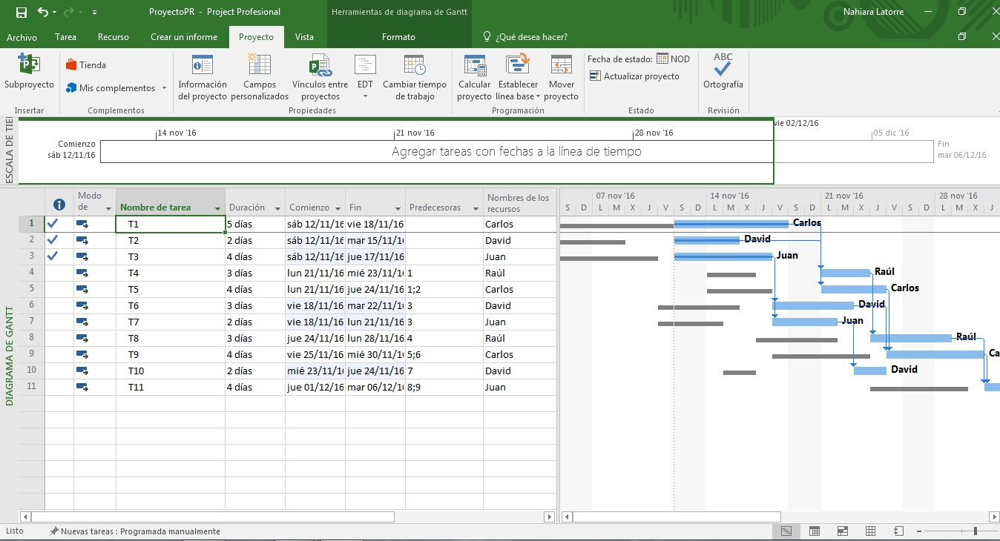 ProyectoPR - Project Profesional
Herramientas de diagrama de Gantt
Nahiara Latorre
Archivo Tarea Recurso Crear un informe Proyecto Vista Formato ¿Qué desea hacer?
Subproyecto
Insertar
Tienda
Mis complementos
Complementos
Información del proyecto
Campos personalizados
Vínculos entre proyectos
EDT
Cambiar tiempo de trabajo
Propiedades
Calcular proyecto
Establecer línea base
Mover proyecto
Programación
Fecha de estado: NOD
Actualizar proyecto
Estado
ABC
Ortografía
Revisión
ESCALA DE TIE
vie 02/12/16
14 nov '16 21 nov '16 28 nov '16 05 dic '16
Comienzo
sáb 12/11/16
Agregar tareas con fechas a la línea de tiempo
Fin
mar 06/12/16
DIAGRAMA DE GANTT
Modo de
Nombre de tarea Duración Comienzo Fin Predecesoras Nombres de los recursos
1 T1 5 días sáb 12/11/16 vie 18/11/16 Carlos
2 T2 2 días sáb 12/11/16 mar 15/11/1 David
3 T3 4 días sáb 12/11/16 jue 17/11/16 Juan
4 T4 3 días lun 21/11/16 mié 23/11/16 1 Raúl
5 T5 4 días lun 21/11/16 jue 24/11/16 1;2 Carlos
6 T6 3 días vie 18/11/16 mar 22/11/1 3 David
7 T7 2 días vie 18/11/16 lun 21/11/16 3 Juan
8 T8 3 días jue 24/11/16 lun 28/11/16 4 Raúl
9 T9 4 días vie 25/11/16 mié 30/11/16 5;6 Carlos
10 T10 2 días mié 23/11/1 jue 24/11/16 7 David
11 T11 4 días jue 01/12/16 mar 06/12/16 8;9 Juan
07 nov '16 14 nov '16 21 nov '16 28 nov '16
S D L M X J V S D L M X J V S D L M X J V S D L M X J
Carlos
David
Juan
Raúl
Carlos
David
Juan
Raúl
Ca
David
Listo Nuevas tareas : Programada manualmente